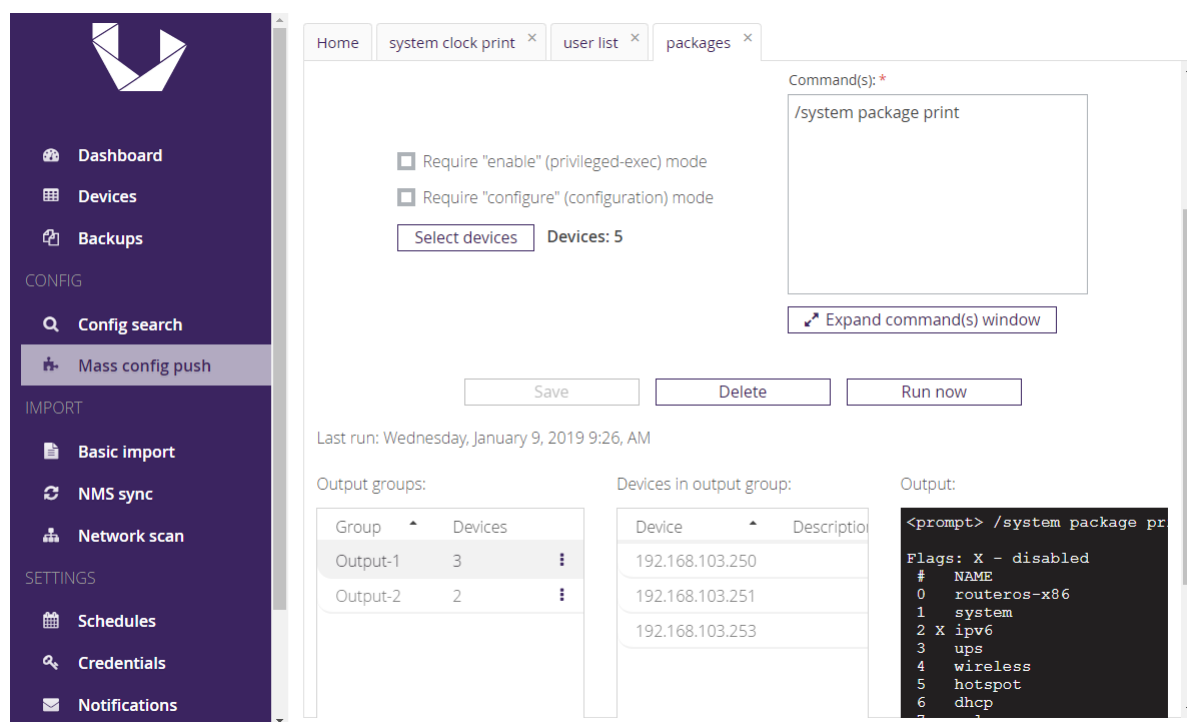 Dashboard
Devices
Backups
CONFIG
Config search
Mass config push
IMPORT
Basic import
NMS sync
Network scan
SETTINGS
Schedules
Credentials
Notifications
Home
system clock print ×
user list ×
packages ×
Command(s): *
/system package print
Require "enable" (privileged-exec) mode
Require "configure" (configuration) mode
Select devices Devices: 5
Expand command(s) window
Save Delete Run now
Last run: Wednesday, January 9, 2019 9:26, AM
Output groups:
Group Devices
Output-1 3
Output-2 2
Devices in output group:
Device Description
192.168.103.250
192.168.103.251
192.168.103.253
Output:
<prompt> /system package pr
Flags: X - disabled
# NAME
0 routeros-x86
1 system
2 X ipv6
3 ups
4 wireless
5 hotspot
6 dhcp